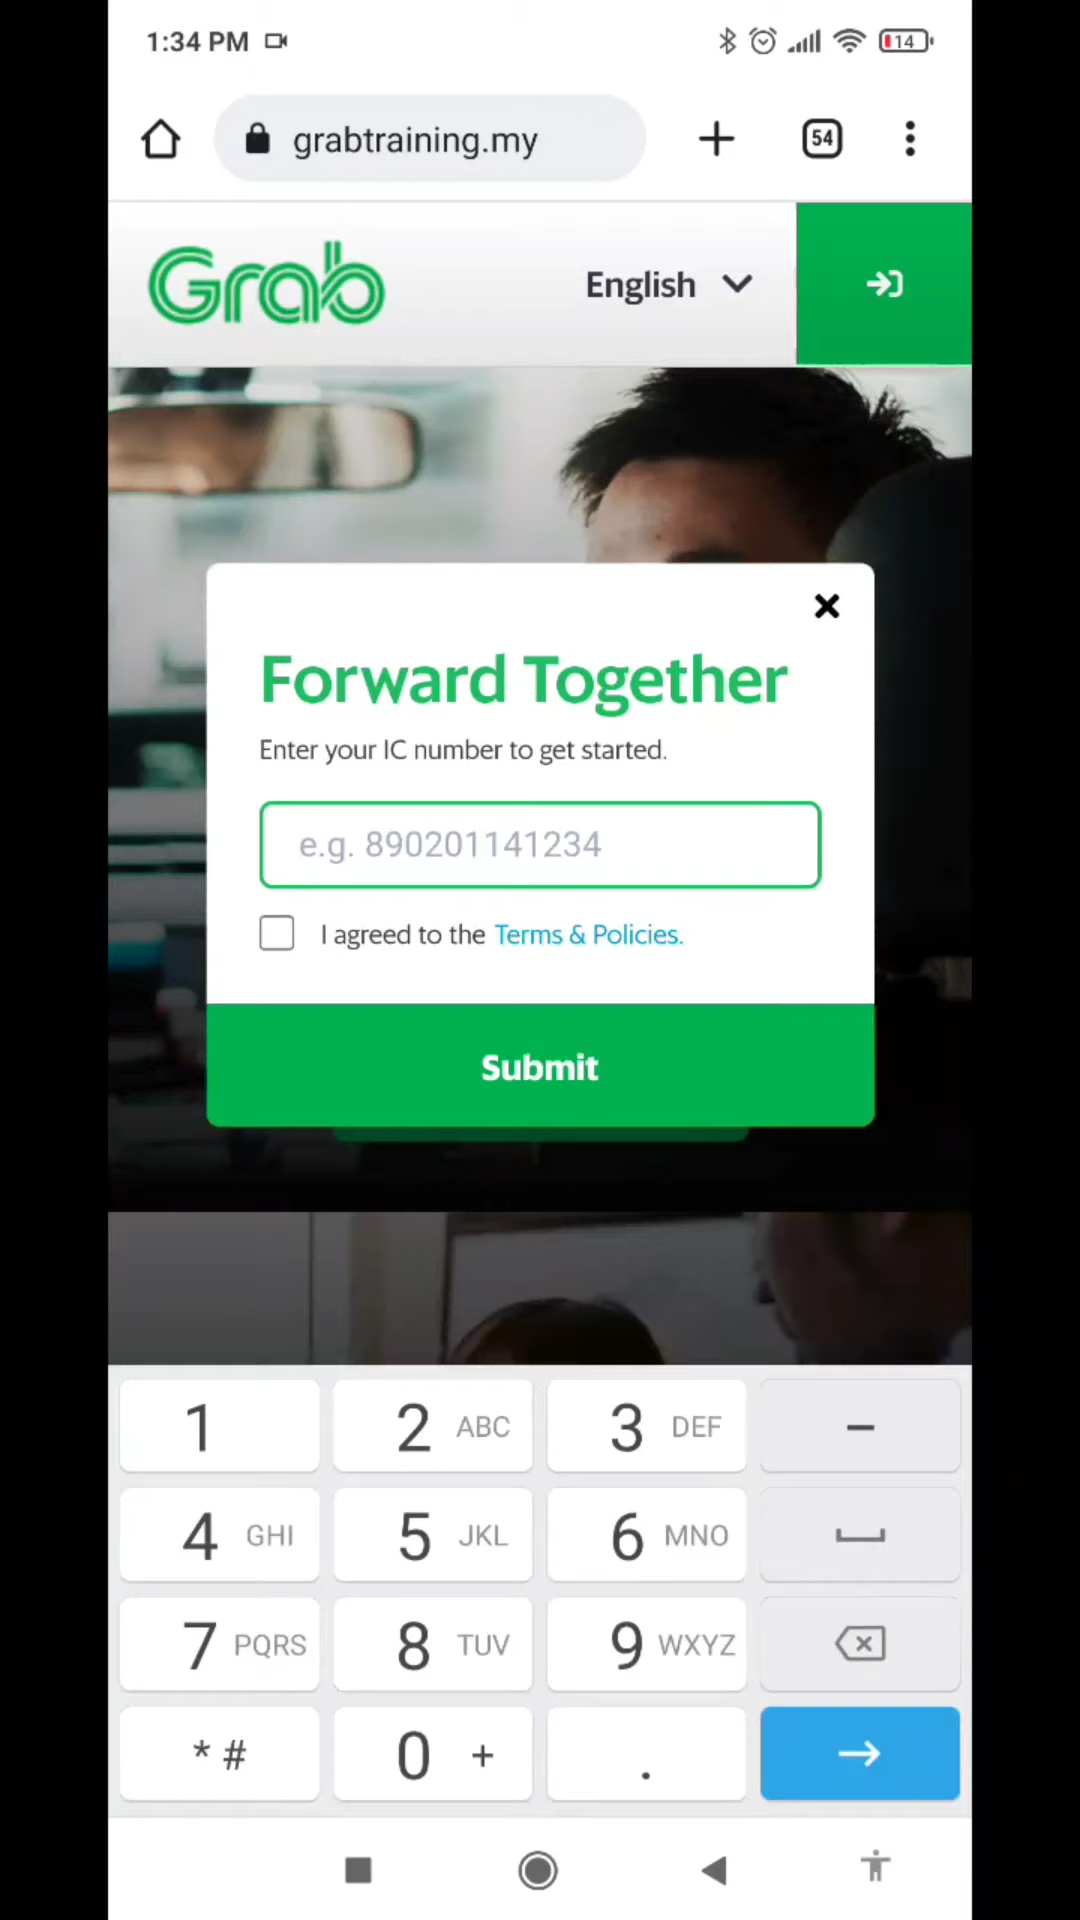 1:34 PM
14
grabtraining.my
54
Grab
English
Forward Together
Enter your IC number to get started.
e.g. 890201141234
I agreed to the Terms & Policies.
Submit
1
2 ABC
3 DEF
-
4 GHI
5 JKL
6 MNO
7 PQRS
8 TUV
9 WXYZ
* #
0 +
.